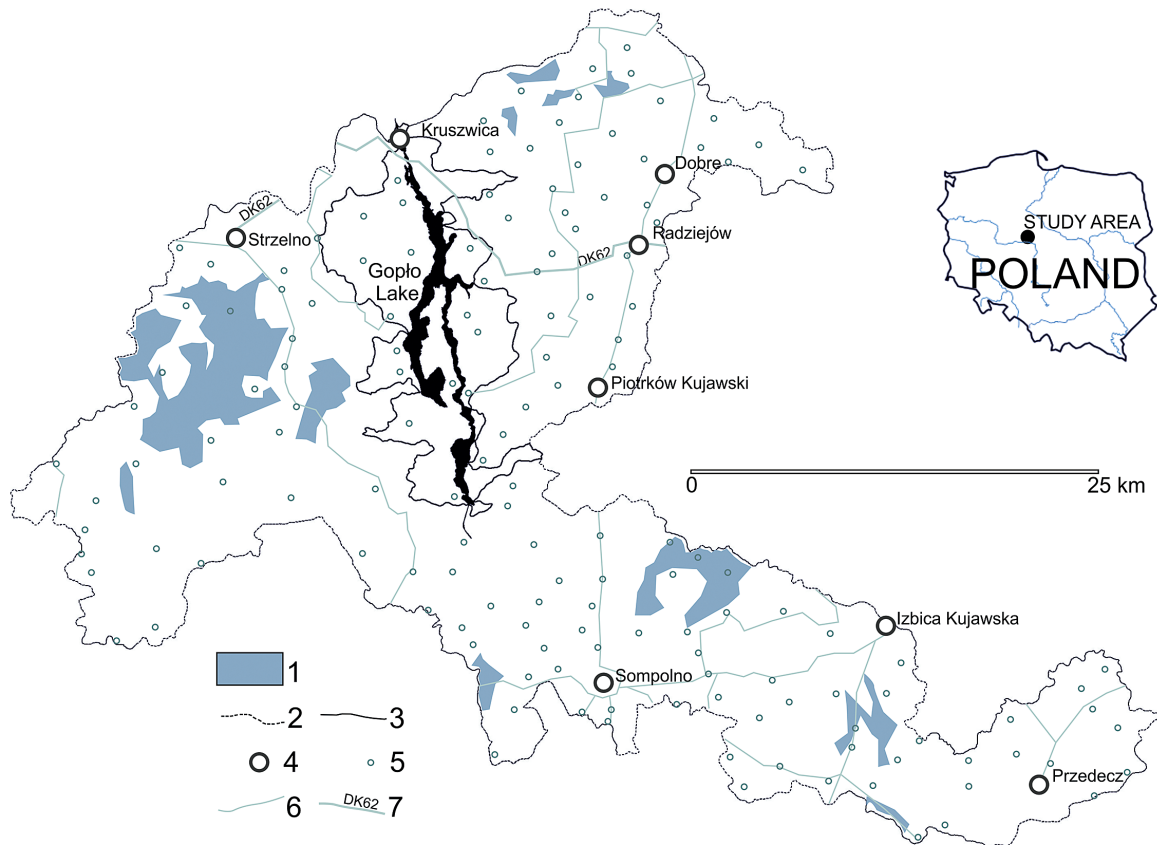 Kruszwica
Dobre
DK62
Strzelno
Radziejów
DK62
Gopło
Lake
STUDY AREA
POLAND
Piotrków Kujawski
0
25 km
Izbica Kujawska
Sompolno
Przedecz
1
2
3
4
5
6
DK62
7